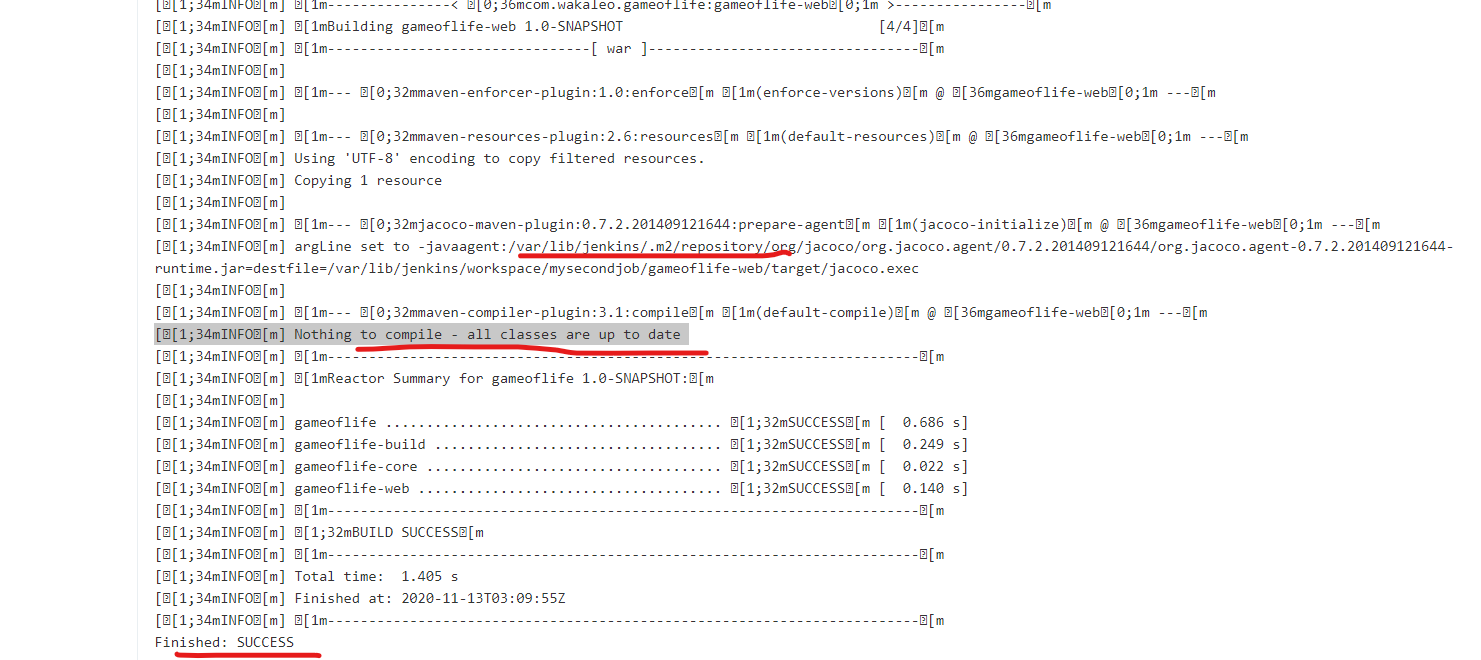 [�[1;34mINFO�[m] �[1m---------------< �[0;36mcom.wakaleo.gameoflife:gameoflife-web�[0;1m >----------------�[m
[�[1;34mINFO�[m] �[1mBuilding gameoflife-web 1.0-SNAPSHOT                               [4/4]�[m
[�[1;34mINFO�[m] �[1m--------------------------------[ war ]---------------------------------�[m
[�[1;34mINFO�[m]
[�[1;34mINFO�[m] �[1m--- �[0;32mmaven-enforcer-plugin:1.0:enforce�[m �[1m(enforce-versions)�[m @ �[36mgameoflife-web�[0;1m ---�[m
[�[1;34mINFO�[m]
[�[1;34mINFO�[m] �[1m--- �[0;32mmaven-resources-plugin:2.6:resources�[m �[1m(default-resources)�[m @ �[36mgameoflife-web�[0;1m ---�[m
[�[1;34mINFO�[m] Using 'UTF-8' encoding to copy filtered resources.
[�[1;34mINFO�[m] Copying 1 resource
[�[1;34mINFO�[m]
[�[1;34mINFO�[m] �[1m--- �[0;32mjacoco-maven-plugin:0.7.2.201409121644:prepare-agent�[m �[1m(jacoco-initialize)�[m @ �[36mgameoflife-web�[0;1m ---�[m
[�[1;34mINFO�[m] argLine set to -javaagent:/var/lib/jenkins/.m2/repository/org/jacoco/org.jacoco.agent/0.7.2.201409121644/org.jacoco.agent-0.7.2.201409121644-
runtime.jar=destfile=/var/lib/jenkins/workspace/mysecondjob/gameoflife-web/target/jacoco.exec
[�[1;34mINFO�[m]
[�[1;34mINFO�[m] �[1m--- �[0;32mmaven-compiler-plugin:3.1:compile�[m �[1m(default-compile)�[m @ �[36mgameoflife-web�[0;1m ---�[m
[�[1;34mINFO�[m] Nothing to compile - all classes are up to date
[�[1;34mINFO�[m] �[1m------------------------------------------------------------------------�[m
[�[1;34mINFO�[m] �[1mReactor Summary for gameoflife 1.0-SNAPSHOT:�[m
[�[1;34mINFO�[m]
[�[1;34mINFO�[m] gameoflife ......................................... �[1;32mSUCCESS�[m [  0.686 s]
[�[1;34mINFO�[m] gameoflife-build ................................... �[1;32mSUCCESS�[m [  0.249 s]
[�[1;34mINFO�[m] gameoflife-core .................................... �[1;32mSUCCESS�[m [  0.022 s]
[�[1;34mINFO�[m] gameoflife-web ..................................... �[1;32mSUCCESS�[m [  0.140 s]
[�[1;34mINFO�[m] �[1m------------------------------------------------------------------------�[m
[�[1;34mINFO�[m] �[1;32mBUILD SUCCESS�[m
[�[1;34mINFO�[m] �[1m------------------------------------------------------------------------�[m
[�[1;34mINFO�[m] Total time:  1.405 s
[�[1;34mINFO�[m] Finished at: 2020-11-13T03:09:55Z
[�[1;34mINFO�[m] �[1m------------------------------------------------------------------------�[m
Finished: SUCCESS